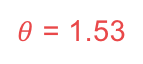 θ = 1.53